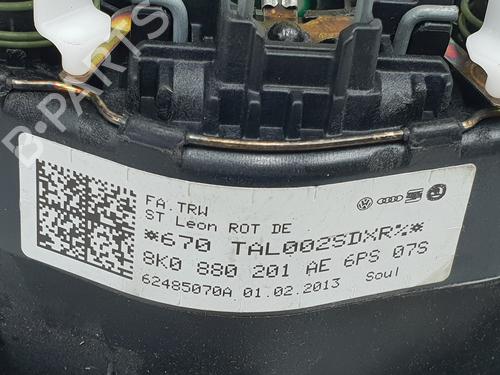 FA.TRW
ST Leon ROT DE
*670 TAL002SDXR%*
8K0 880 201 AE 6PS 07S
62485070A 01.02.2013 Soul
B-PARTS